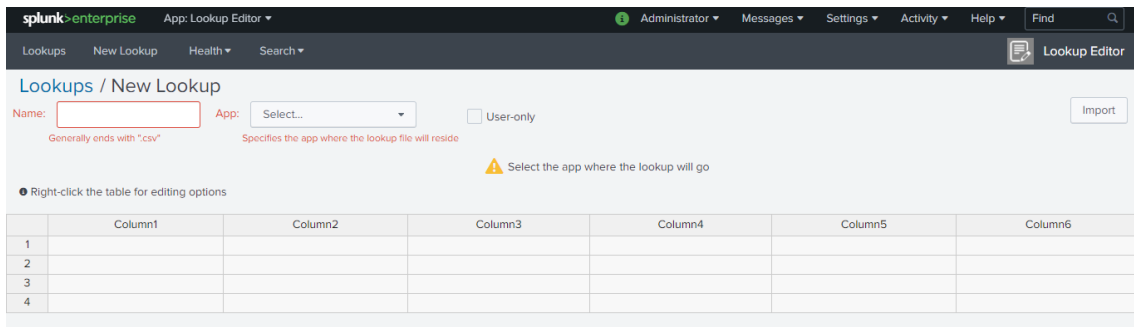 splunk>enterprise App: Lookup Editor Administrator Messages Settings Activity Help Find
Lookups New Lookup Health Search Lookup Editor
Lookups / New Lookup
Name: App: Select... User-only Import
Generally ends with ".csv" Specifies the app where the lookup file will reside
Select the app where the lookup will go
Right-click the table for editing options
Column1 Column2 Column3 Column4 Column5 Column6
1
2
3
4